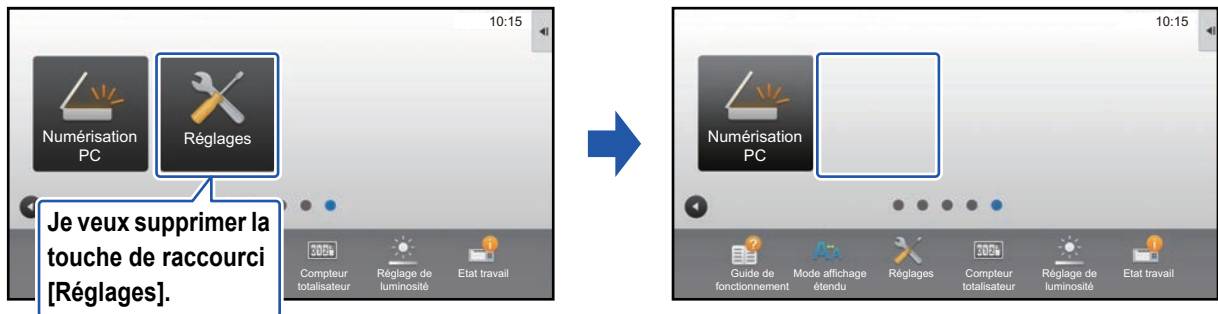 10:15
Numérisation
PC
Réglages
Je veux supprimer la
touche de raccourci
[Réglages].
Compteur
totalisateur
Réglage de
luminosité
Etat travail
10:15
Numérisation
PC
Guide de
fonctionnement
Mode affichage
étendu
Réglages
Compteur
totalisateur
Réglage de
luminosité
Etat travail